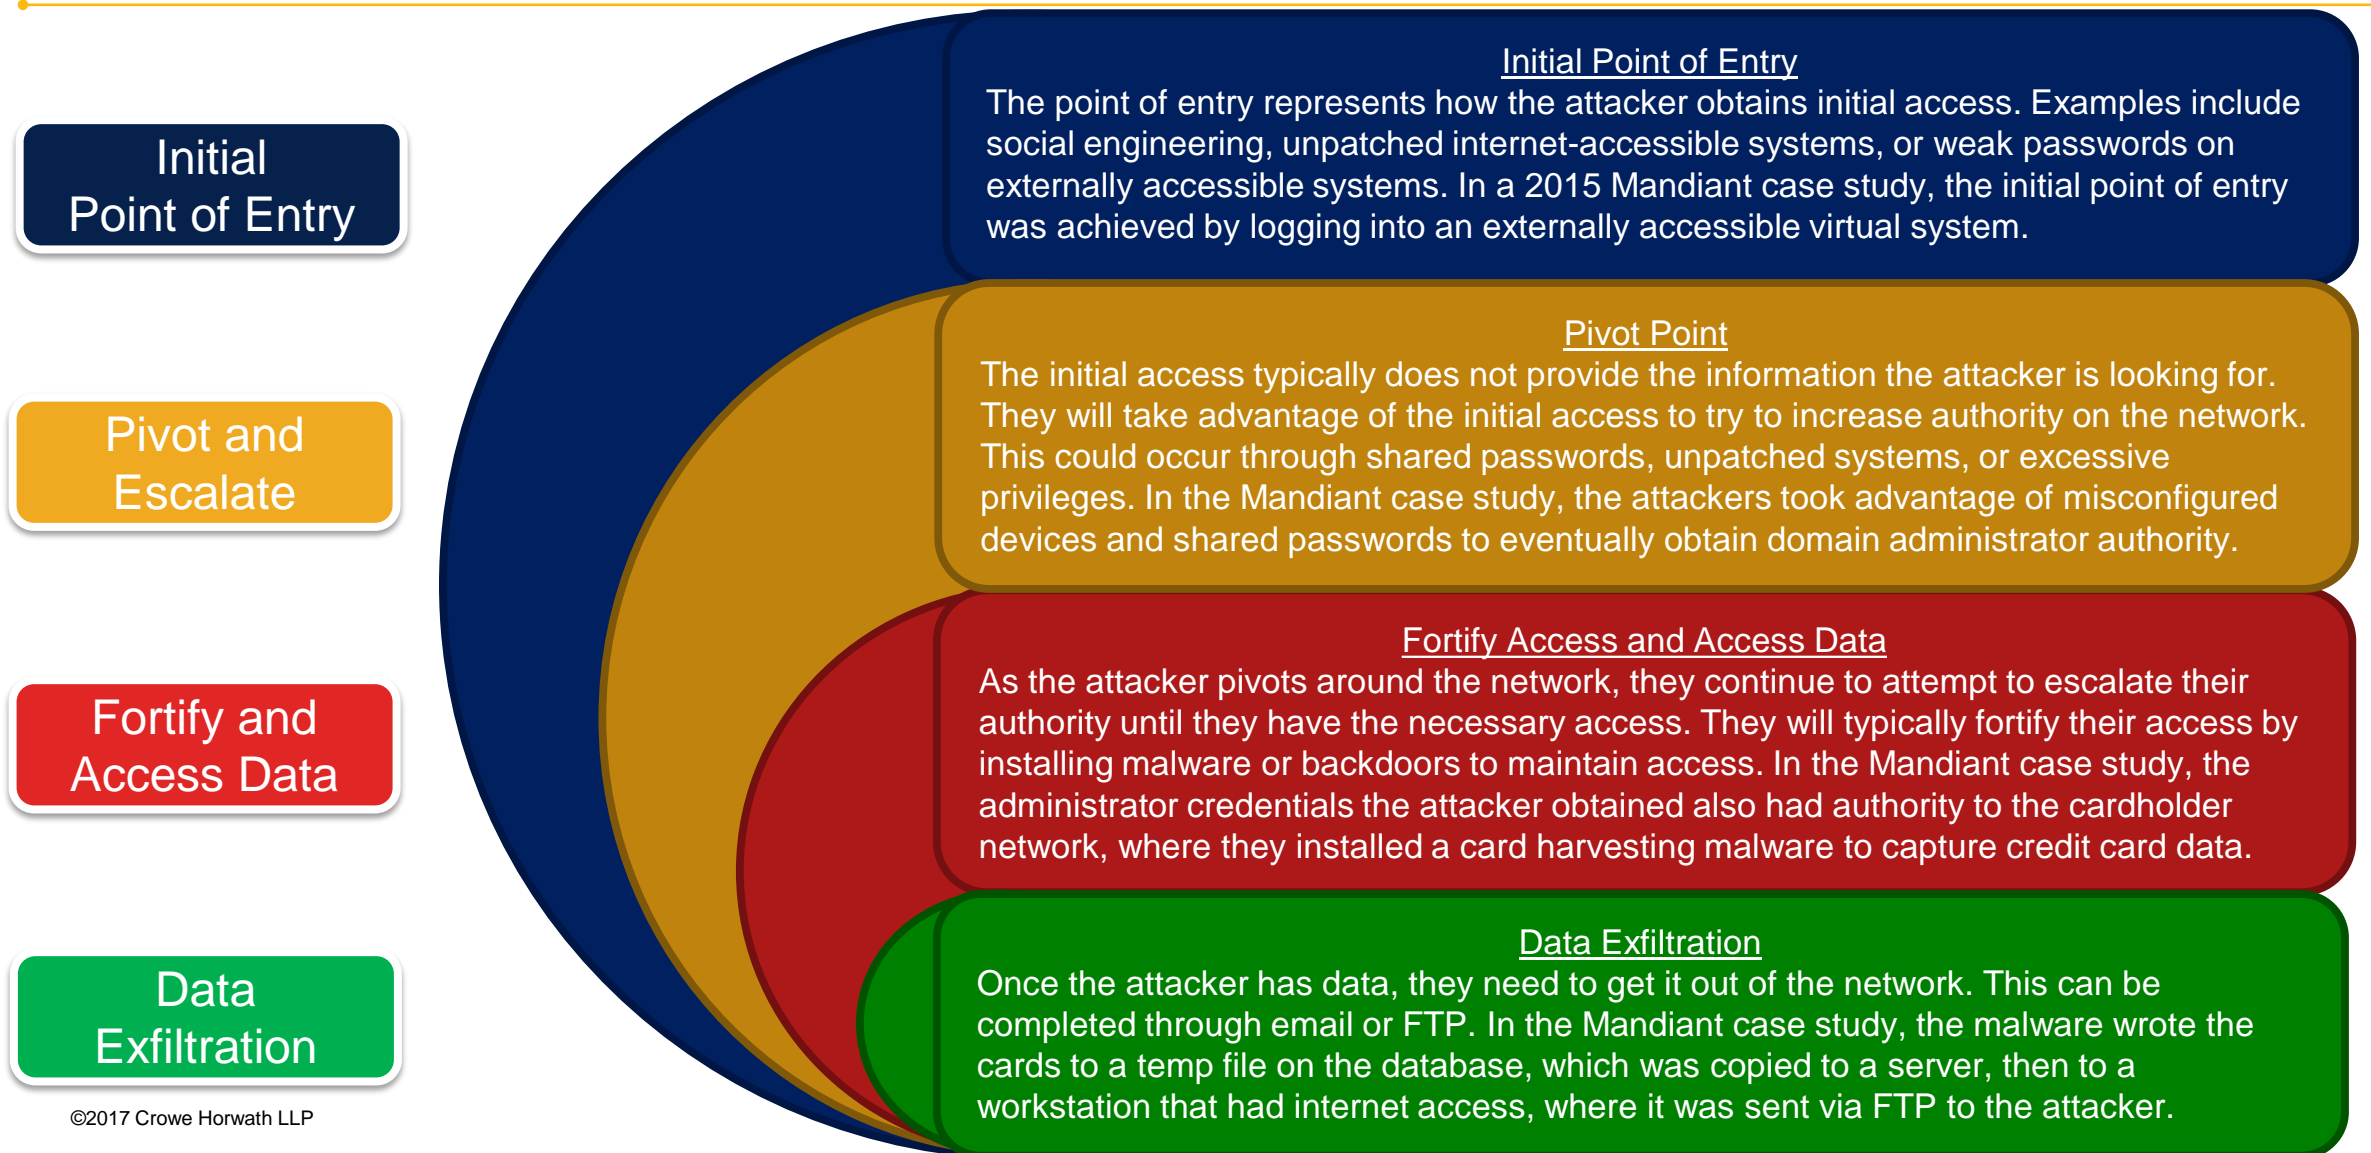 Initial
Point of Entry
Initial Point of Entry
The point of entry represents how the attacker obtains initial access. Examples include
social engineering, unpatched internet-accessible systems, or weak passwords on
externally accessible systems. In a 2015 Mandiant case study, the initial point of entry
was achieved by logging into an externally accessible virtual system.
Pivot and
Escalate
Pivot Point
The initial access typically does not provide the information the attacker is looking for.
They will take advantage of the initial access to try to increase authority on the network.
This could occur through shared passwords, unpatched systems, or excessive
privileges. In the Mandiant case study, the attackers took advantage of misconfigured
devices and shared passwords to eventually obtain domain administrator authority.
Fortify and
Access Data
Fortify Access and Access Data
As the attacker pivots around the network, they continue to attempt to escalate their
authority until they have the necessary access. They will typically fortify their access by
installing malware or backdoors to maintain access. In the Mandiant case study, the
administrator credentials the attacker obtained also had authority to the cardholder
network, where they installed a card harvesting malware to capture credit card data.
Data
Exfiltration
Data Exfiltration
Once the attacker has data, they need to get it out of the network. This can be
completed through email or FTP. In the Mandiant case study, the malware wrote the
cards to a temp file on the database, which was copied to a server, then to a
workstation that had internet access, where it was sent via FTP to the attacker.
©2017 Crowe Horwath LLP